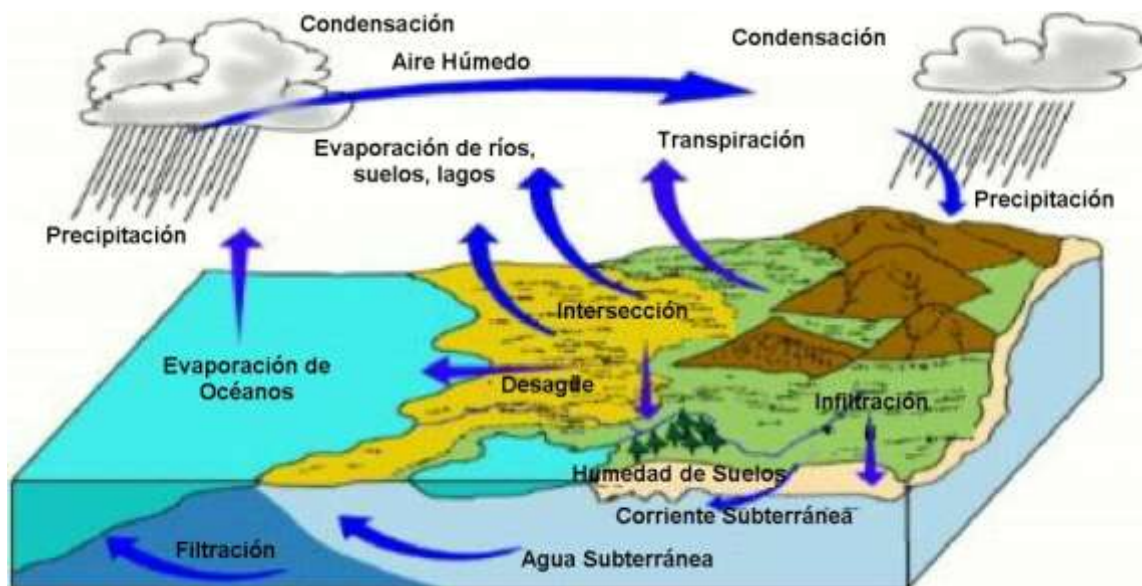 Condensación
Condensación
Aire Húmedo
Evaporación de ríos,
suelos, lagos
Transpiración
Precipitación
Precipitación
Intersección
Evaporación de
Océanos
Desague
Infiltración
Humedad de Suelos
Corriente Subterránea
Filtración
Agua Subterránea